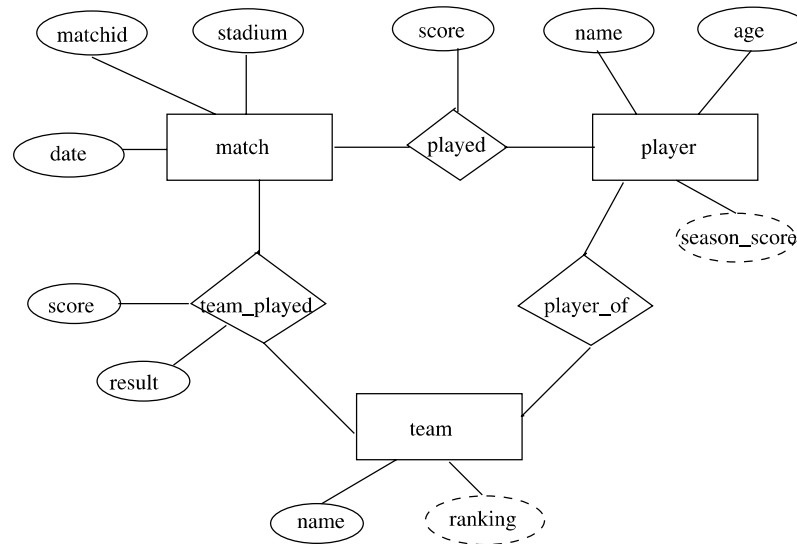 matchid
stadium
score
name
age
date
match
played
player
season_score
score
team_played
player_of
result
team
name
ranking